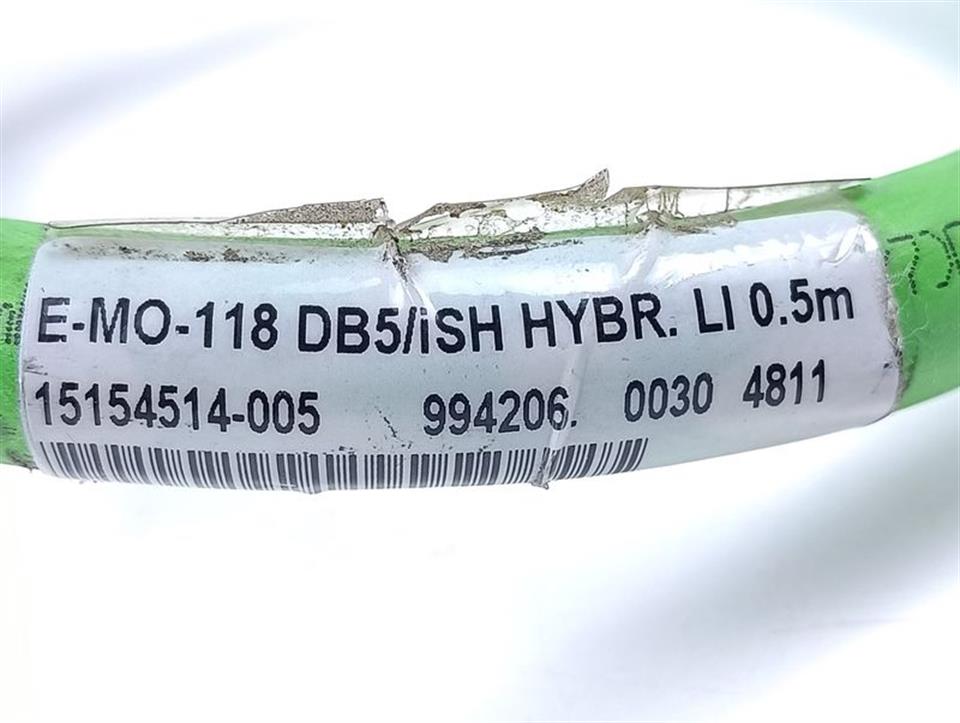 E-MO-118 DB5/iSH HYBR. LI 0.5m
15154514-005 994206. 0030 4811